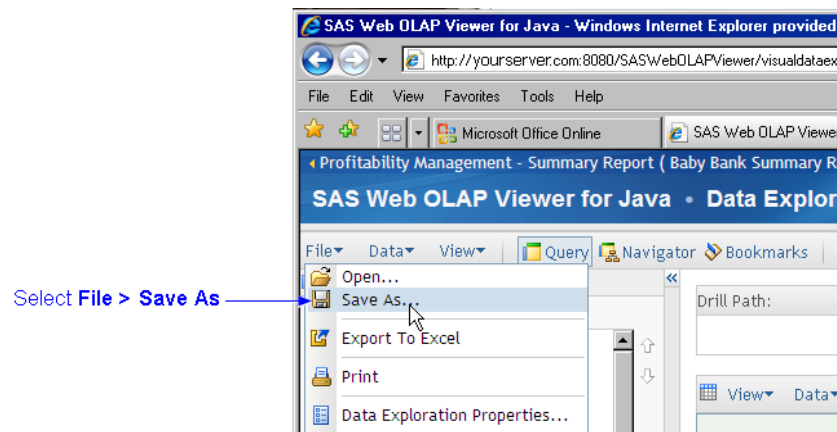 SAS Web OLAP Viewer for Java - Windows Internet Explorer provided
http://yourserver.com:8080/SASWebOLAPViewer/visualdataex
File Edit View Favorites Tools Help
Microsoft Office Online SAS Web OLAP Viewe
Profitability Management - Summary Report ( Baby Bank Summary R
SAS Web OLAP Viewer for Java • Data Explor
File Data View Query Navigator Bookmarks
Open...
Select File > Save As Save As...
Drill Path:
Export To Excel
Print
View Data
Data Exploration Properties...